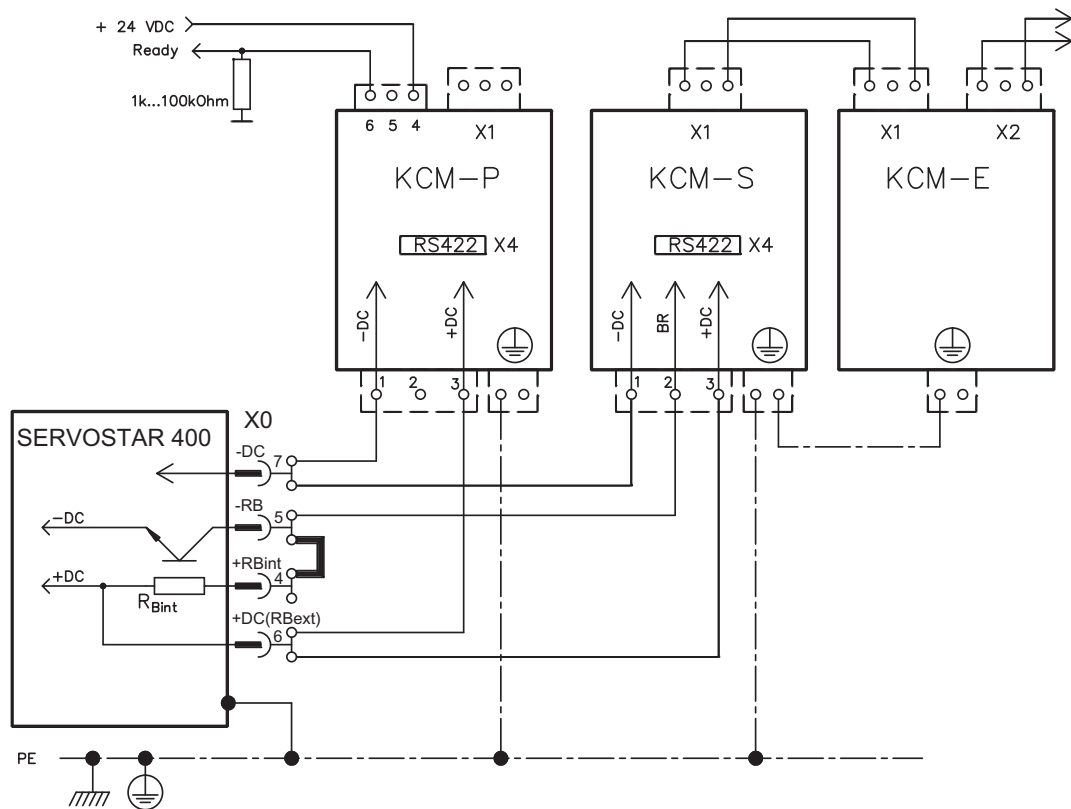 + 24 VDC
Ready
1k...100kOhm
6 5 4
X1
KCM-P
RS422 X4
-DC
+DC
1 2 3
X1
KCM-S
RS422 X4
-DC
BR
+DC
1 2 3
X1
X2
KCM-E
SERVOSTAR 400
X0
-DC
7
-RB
5
-DC
+RBint
4
+DC
RBint
+DC(RBext)
6
PE